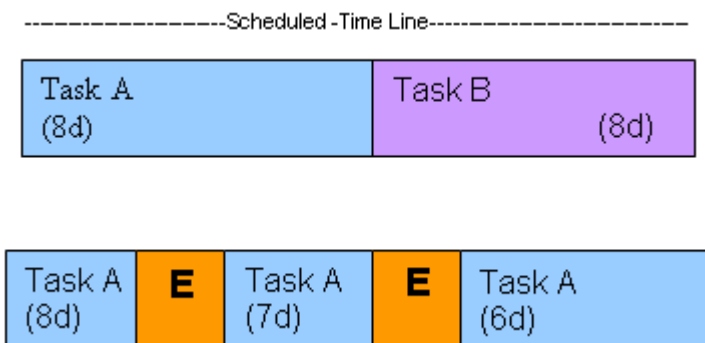 -------------------------Scheduled -Time Line--------------------------------
Task A
(8d)
Task B
(8d)
Task A
(8d)
E
Task A
(7d)
E
Task A
(6d)